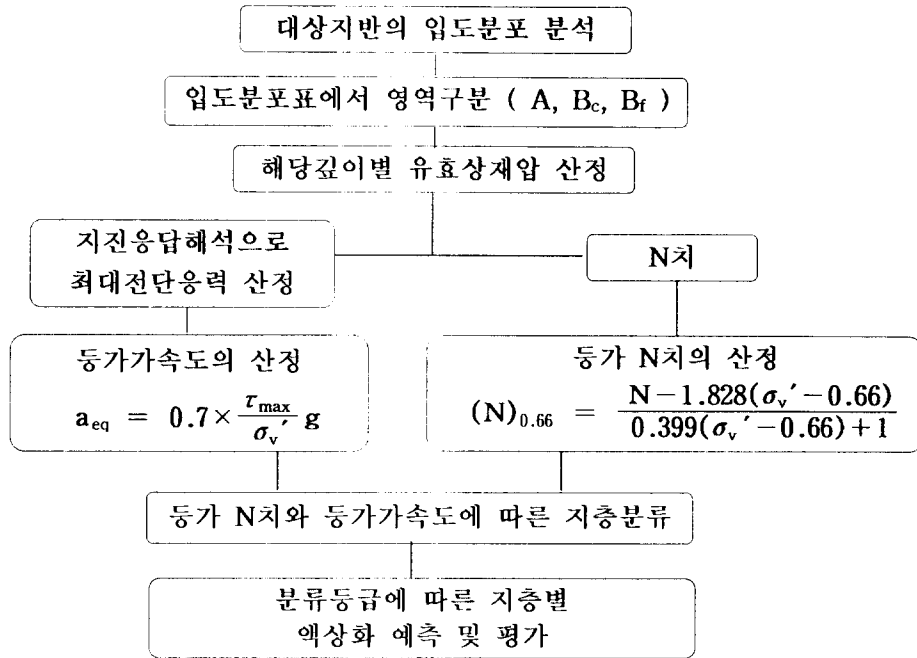 대상지반의 입도분포 분석
입도분포표에서 영역구분 ( A, Bc, Bf )
해당깊이별 유효상재압 산정
지진응답해석으로
최대전단응력 산정
N치
등가가속도의 산정
a_eq = 0.7 × τ_max / σ_v′ g
등가 N치의 산정
(N)_0.66 = N − 1.828(σ_v′ − 0.66) / 0.399(σ_v′ − 0.66) + 1
등가 N치와 등가가속도에 따른 지층분류
분류등급에 따른 지층별
액상화 예측 및 평가